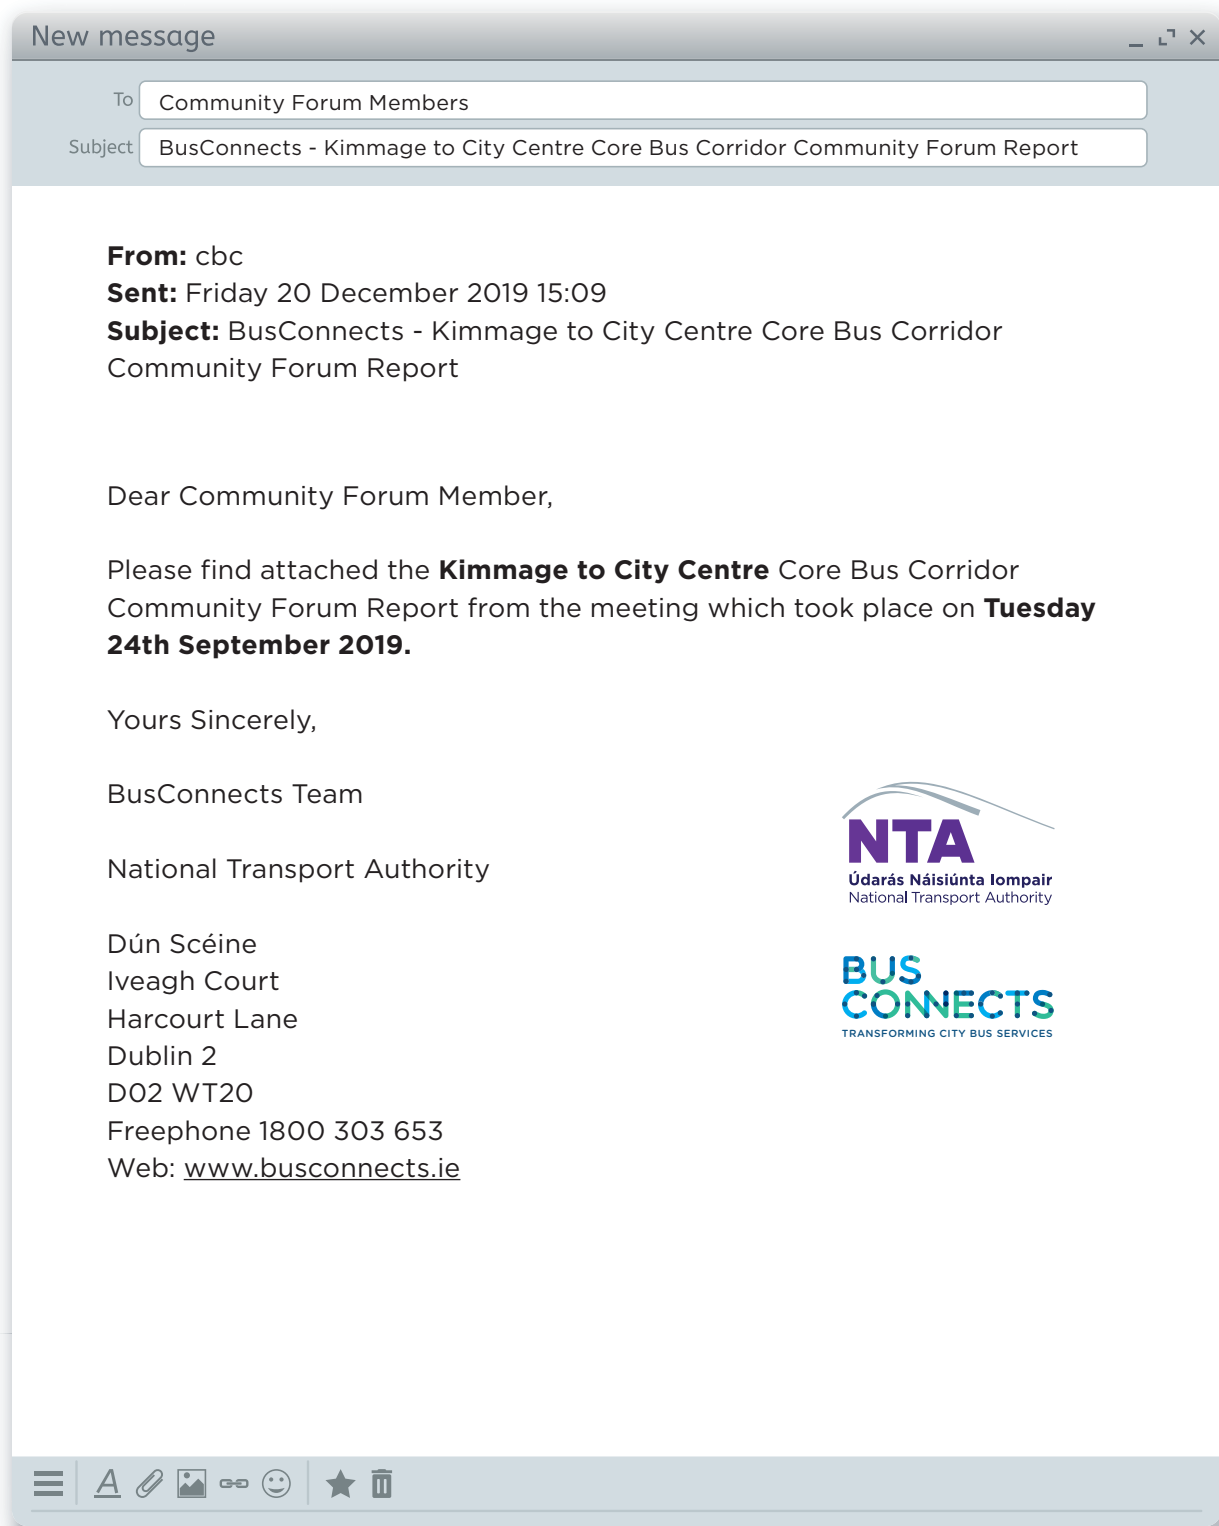 New message
To Community Forum Members
Subject BusConnects - Kimmage to City Centre Core Bus Corridor Community Forum Report
From: cbc
Sent: Friday 20 December 2019 15:09
Subject: BusConnects - Kimmage to City Centre Core Bus Corridor
Community Forum Report
Dear Community Forum Member,
Please find attached the Kimmage to City Centre Core Bus Corridor
Community Forum Report from the meeting which took place on Tuesday
24th September 2019.
Yours Sincerely,
BusConnects Team
National Transport Authority
Dún Scéine
Iveagh Court
Harcourt Lane
Dublin 2
D02 WT20
Freephone 1800 303 653
Web: www.busconnects.ie
NTA
Údarás Náisiúnta Iompair
National Transport Authority
BUS
CONNECTS
TRANSFORMING CITY BUS SERVICES
A